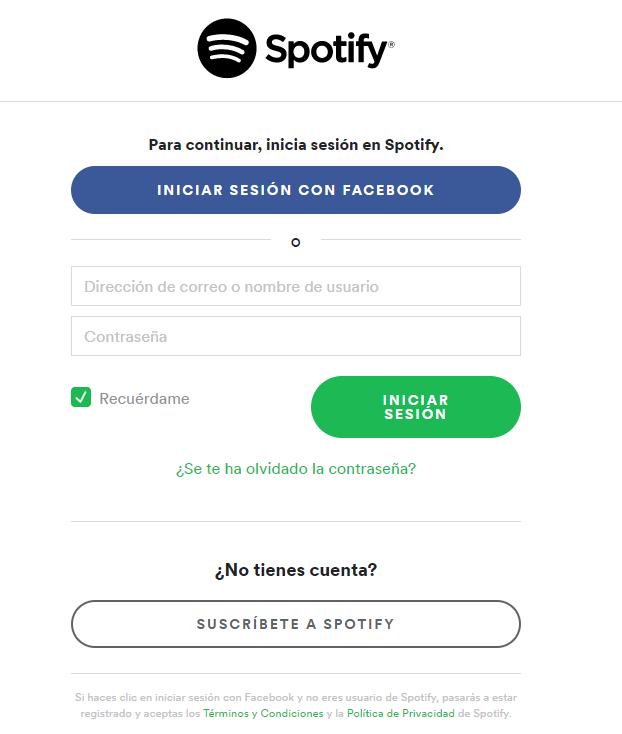 Spotify®
Para continuar, inicia sesión en Spotify.
INICIAR SESIÓN CON FACEBOOK
O
Dirección de correo o nombre de usuario
Contraseña
Recuérdame
INICIAR
SESIÓN
¿Se te ha olvidado la contraseña?
¿No tienes cuenta?
SUSCRÍBETE A SPOTIFY
Si haces clic en iniciar sesión con Facebook y no eres usuario de Spotify, pasarás a estar
registrado y aceptas los Términos y Condiciones y la Política de Privacidad de Spotify.